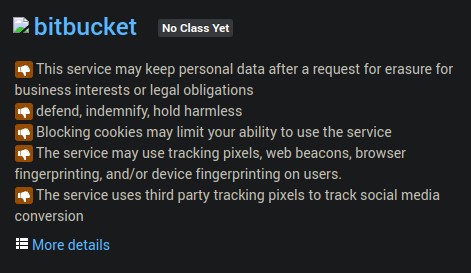 bitbucket No Class Yet
This service may keep personal data after a request for erasure for
business interests or legal obligations
defend, indemnify, hold harmless
Blocking cookies may limit your ability to use the service
The service may use tracking pixels, web beacons, browser
fingerprinting, and/or device fingerprinting on users.
The service uses third party tracking pixels to track social media
conversion
More details